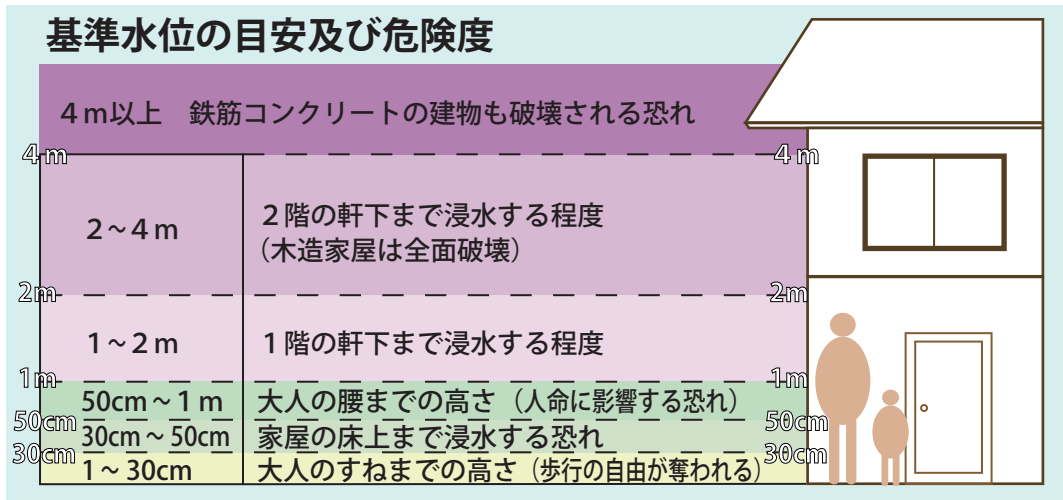 基準水位の目安及び危険度
４ｍ以上　鉄筋コンクリートの建物も破壊される恐れ
4m 4m
２～４ｍ ２階の軒下まで浸水する程度
（木造家屋は全面破壊）
2m 2m
１～２ｍ １階の軒下まで浸水する程度
1m 1m
50cm～１ｍ 大人の腰までの高さ（人命に影響する恐れ）
50cm 50cm
30cm～50cm 家屋の床上まで浸水する恐れ
30cm 30cm
１～30cm 大人のすねまでの高さ（歩行の自由が奪われる）